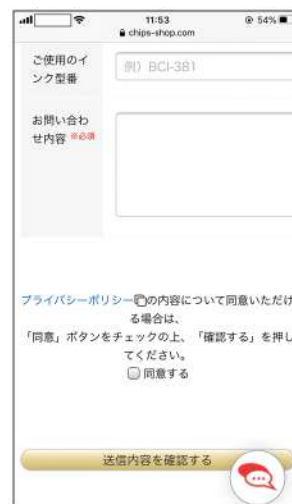 11:53
54%
chips-shop.com
ご使用のイ
ンク型番
例）BCI-381
お問い合わ
せ内容 ※必須
プライバシーポリシーの内容について同意いただけ
る場合は、
「同意」ボタンをチェックの上、「確認する」を押し
てください。
同意する
送信内容を確認する